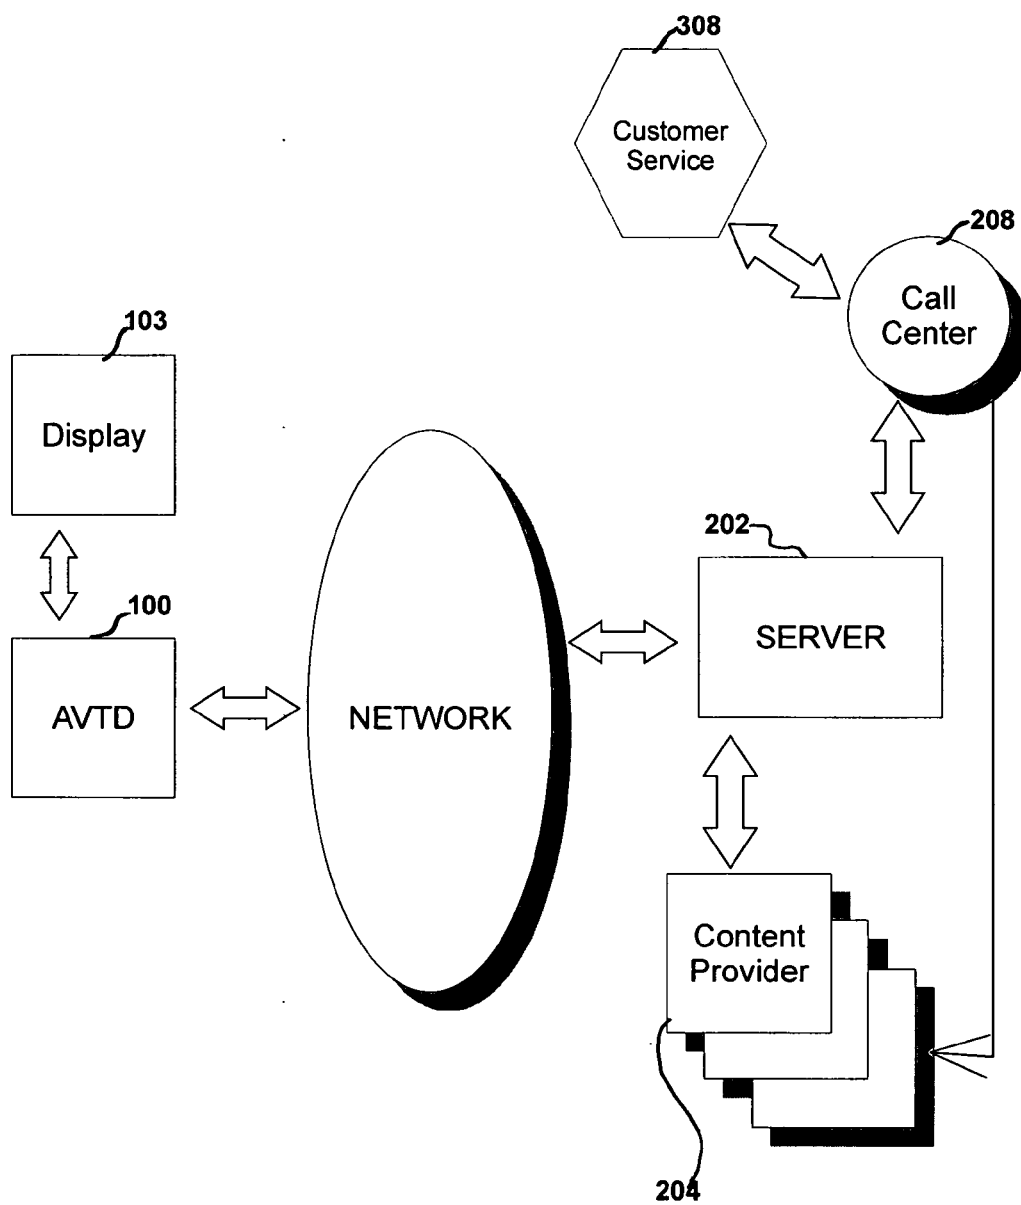 308
Customer
Service
208
Call
Center
103
Display
202
SERVER
100
AVTD
NETWORK
Content
Provider
204